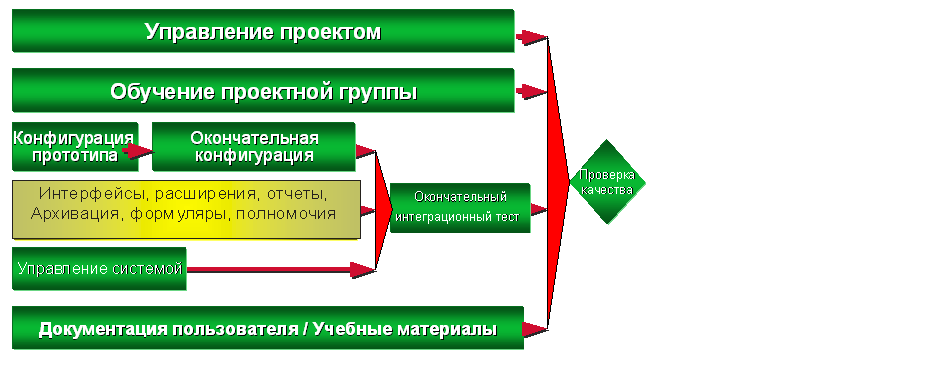 Управление проектом
Обучение проектной группы
Конфигурация
прототипа
Окончательная
конфигурация
Интерфейсы, расширения, отчеты,
Архивация, формуляры, полномочия
Окончательный
интеграционный тест
Проверка
качества
Управление системой
Документация пользователя / Учебные материалы